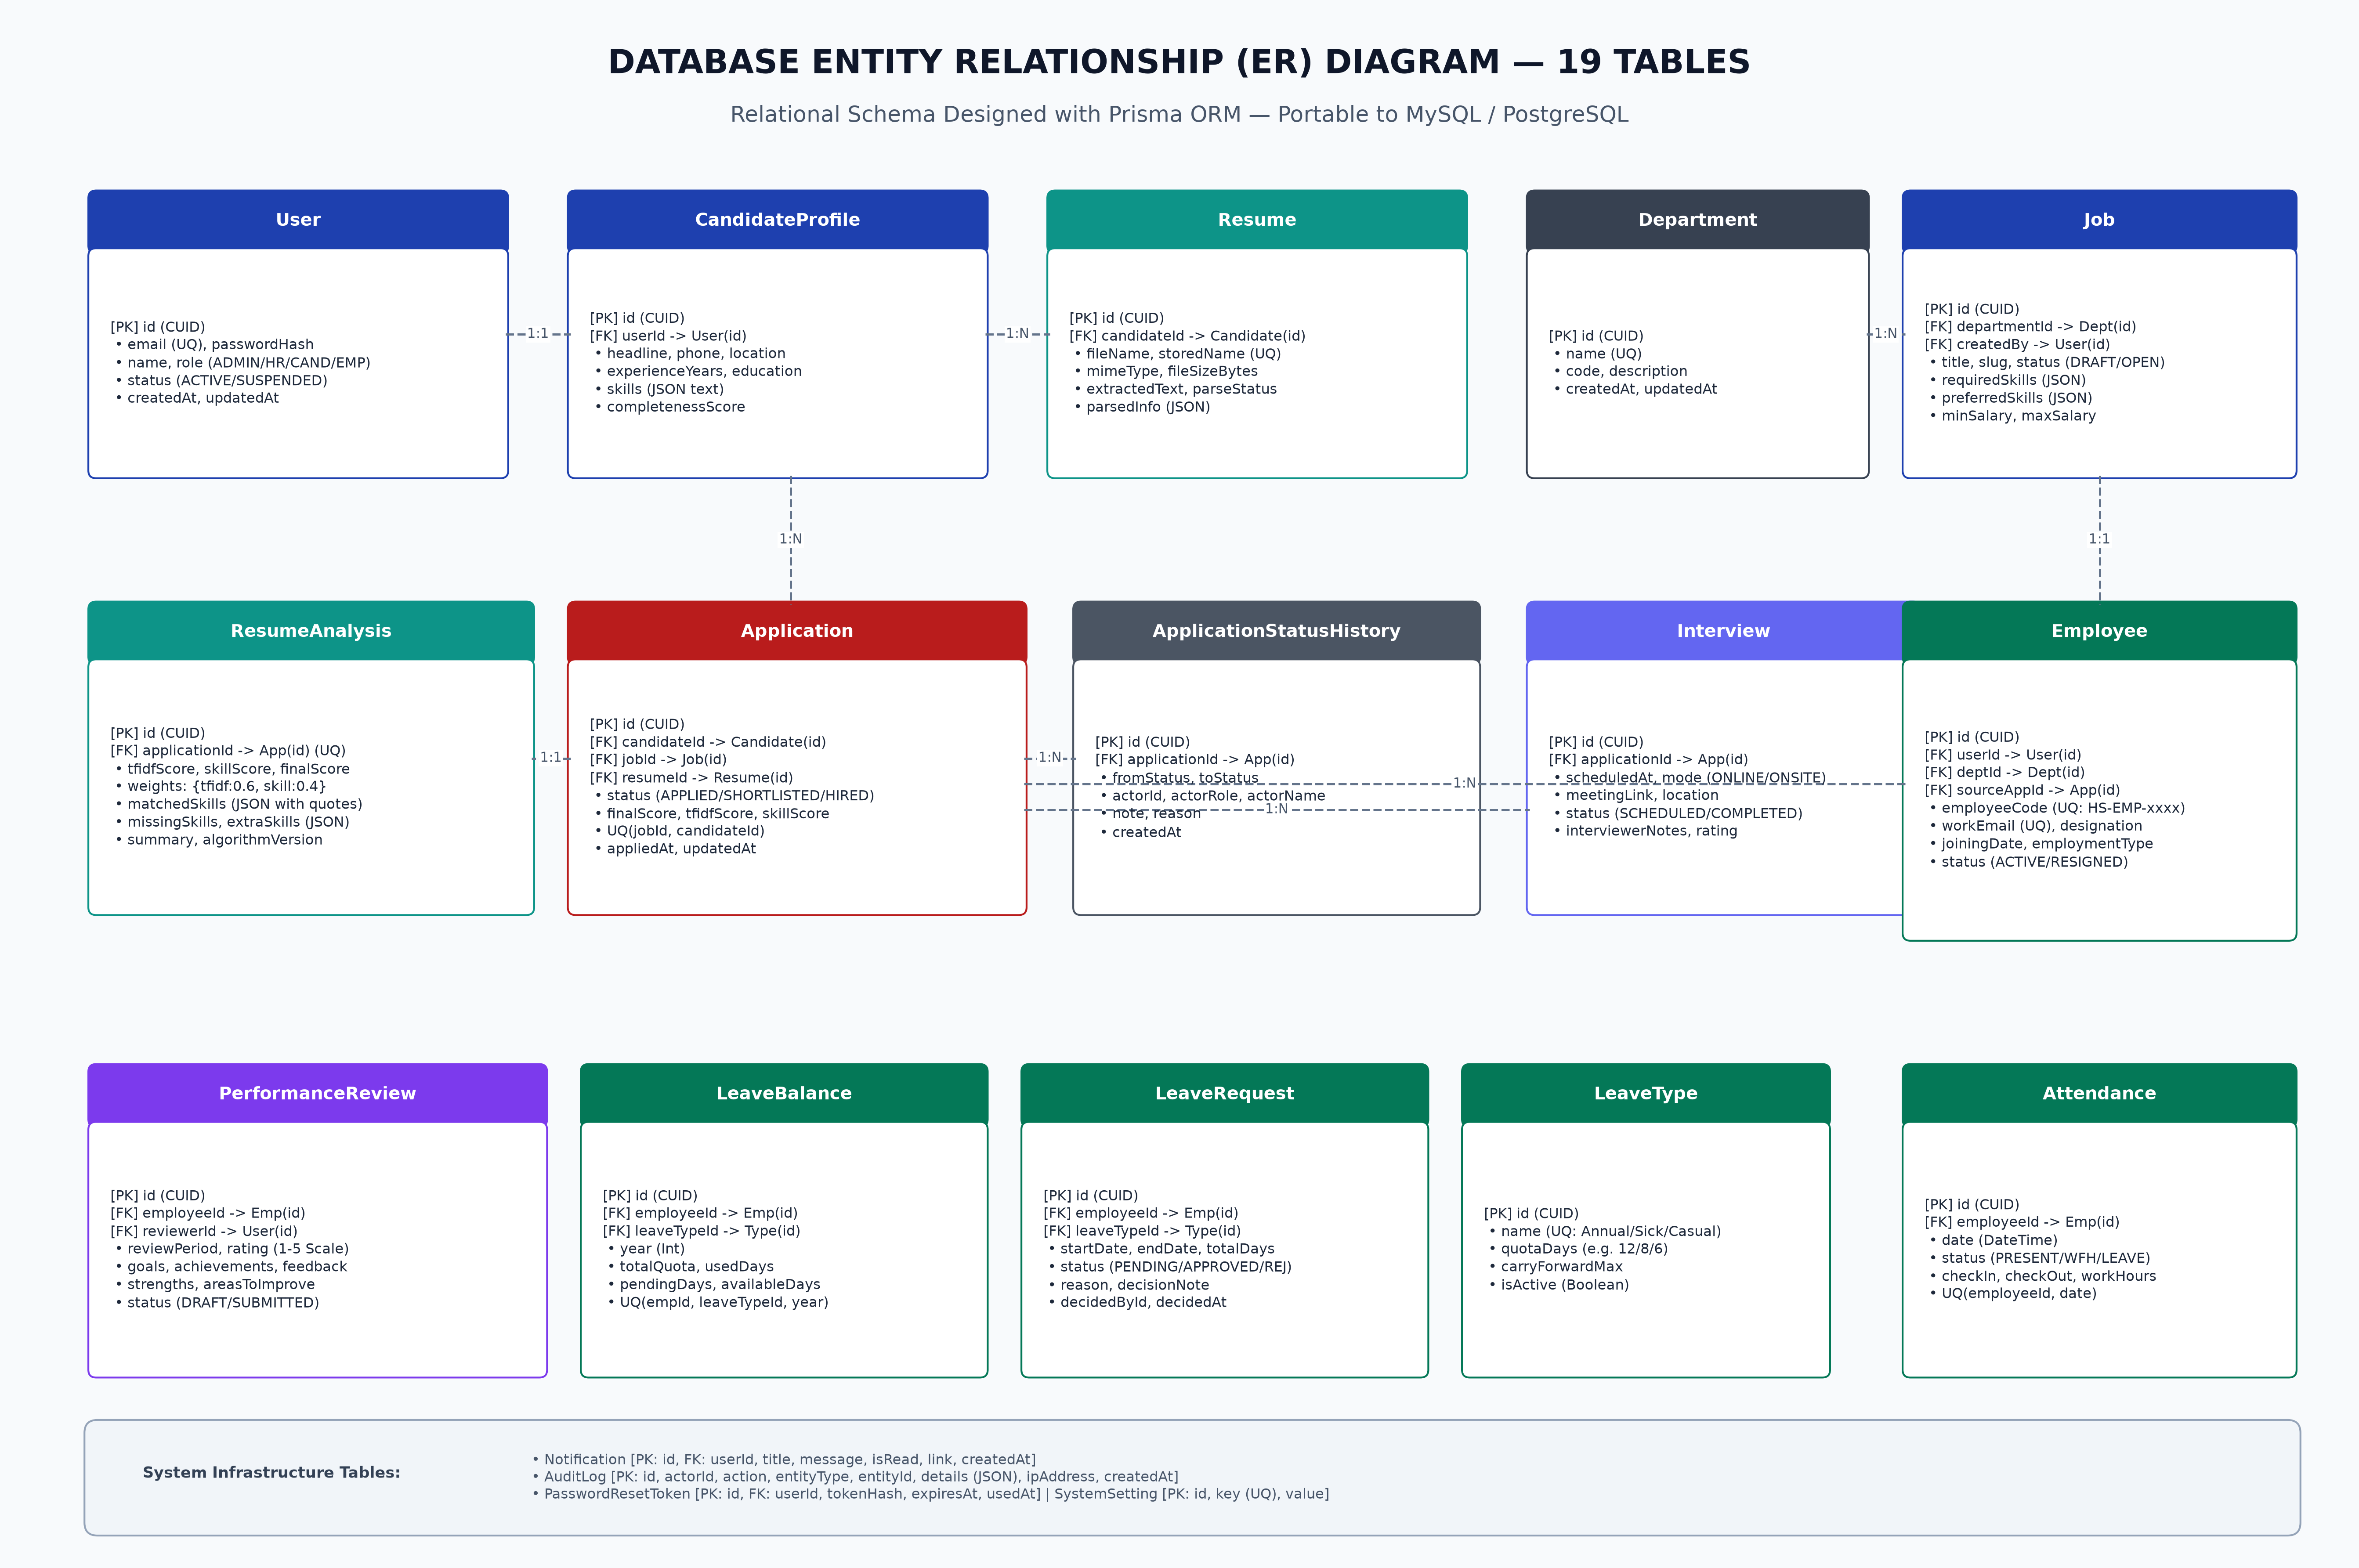 DATABASE ENTITY RELATIONSHIP (ER) DIAGRAM — 19 TABLES
Relational Schema Designed with Prisma ORM — Portable to MySQL / PostgreSQL
User
[PK] id (CUID)
• email (UQ), passwordHash
• name, role (ADMIN/HR/CAND/EMP)
• status (ACTIVE/SUSPENDED)
• createdAt, updatedAt
1:1
CandidateProfile
[PK] id (CUID)
[FK] userId -> User(id)
• headline, phone, location
• experienceYears, education
• skills (JSON text)
• completenessScore
1:N
Resume
[PK] id (CUID)
[FK] candidateId -> Candidate(id)
• fileName, storedName (UQ)
• mimeType, fileSizeBytes
• extractedText, parseStatus
• parsedInfo (JSON)
Department
[PK] id (CUID)
• name (UQ)
• code, description
• createdAt, updatedAt
1:N
Job
[PK] id (CUID)
[FK] departmentId -> Dept(id)
[FK] createdBy -> User(id)
• title, slug, status (DRAFT/OPEN)
• requiredSkills (JSON)
• preferredSkills (JSON)
• minSalary, maxSalary
1:N
1:1
ResumeAnalysis
[PK] id (CUID)
[FK] applicationId -> App(id) (UQ)
• tfidfScore, skillScore, finalScore
• weights: {tfidf:0.6, skill:0.4}
• matchedSkills (JSON with quotes)
• missingSkills, extraSkills (JSON)
• summary, algorithmVersion
1:1
Application
[PK] id (CUID)
[FK] candidateId -> Candidate(id)
[FK] jobId -> Job(id)
[FK] resumeId -> Resume(id)
• status (APPLIED/SHORTLISTED/HIRED)
• finalScore, tfidfScore, skillScore
• UQ(jobId, candidateId)
• appliedAt, updatedAt
1:N
ApplicationStatusHistory
[PK] id (CUID)
[FK] applicationId -> App(id)
• fromStatus, toStatus
• actorId, actorRole, actorName
• note, reason
• createdAt
1:N
1:N
Interview
[PK] id (CUID)
[FK] applicationId -> App(id)
• scheduledAt, mode (ONLINE/ONSITE)
• meetingLink, location
• status (SCHEDULED/COMPLETED)
• interviewerNotes, rating
Employee
[PK] id (CUID)
[FK] userId -> User(id)
[FK] deptId -> Dept(id)
[FK] sourceAppId -> App(id)
• employeeCode (UQ: HS-EMP-xxxx)
• workEmail (UQ), designation
• joiningDate, employmentType
• status (ACTIVE/RESIGNED)
PerformanceReview
[PK] id (CUID)
[FK] employeeId -> Emp(id)
[FK] reviewerId -> User(id)
• reviewPeriod, rating (1-5 Scale)
• goals, achievements, feedback
• strengths, areasToImprove
• status (DRAFT/SUBMITTED)
LeaveBalance
[PK] id (CUID)
[FK] employeeId -> Emp(id)
[FK] leaveTypeId -> Type(id)
• year (Int)
• totalQuota, usedDays
• pendingDays, availableDays
• UQ(empId, leaveTypeId, year)
LeaveRequest
[PK] id (CUID)
[FK] employeeId -> Emp(id)
[FK] leaveTypeId -> Type(id)
• startDate, endDate, totalDays
• status (PENDING/APPROVED/REJ)
• reason, decisionNote
• decidedById, decidedAt
LeaveType
[PK] id (CUID)
• name (UQ: Annual/Sick/Casual)
• quotaDays (e.g. 12/8/6)
• carryForwardMax
• isActive (Boolean)
Attendance
[PK] id (CUID)
[FK] employeeId -> Emp(id)
• date (DateTime)
• status (PRESENT/WFH/LEAVE)
• checkIn, checkOut, workHours
• UQ(employeeId, date)
System Infrastructure Tables:
• Notification [PK: id, FK: userId, title, message, isRead, link, createdAt]
• AuditLog [PK: id, actorId, action, entityType, entityId, details (JSON), ipAddress, createdAt]
• PasswordResetToken [PK: id, FK: userId, tokenHash, expiresAt, usedAt] | SystemSetting [PK: id, key (UQ), value]